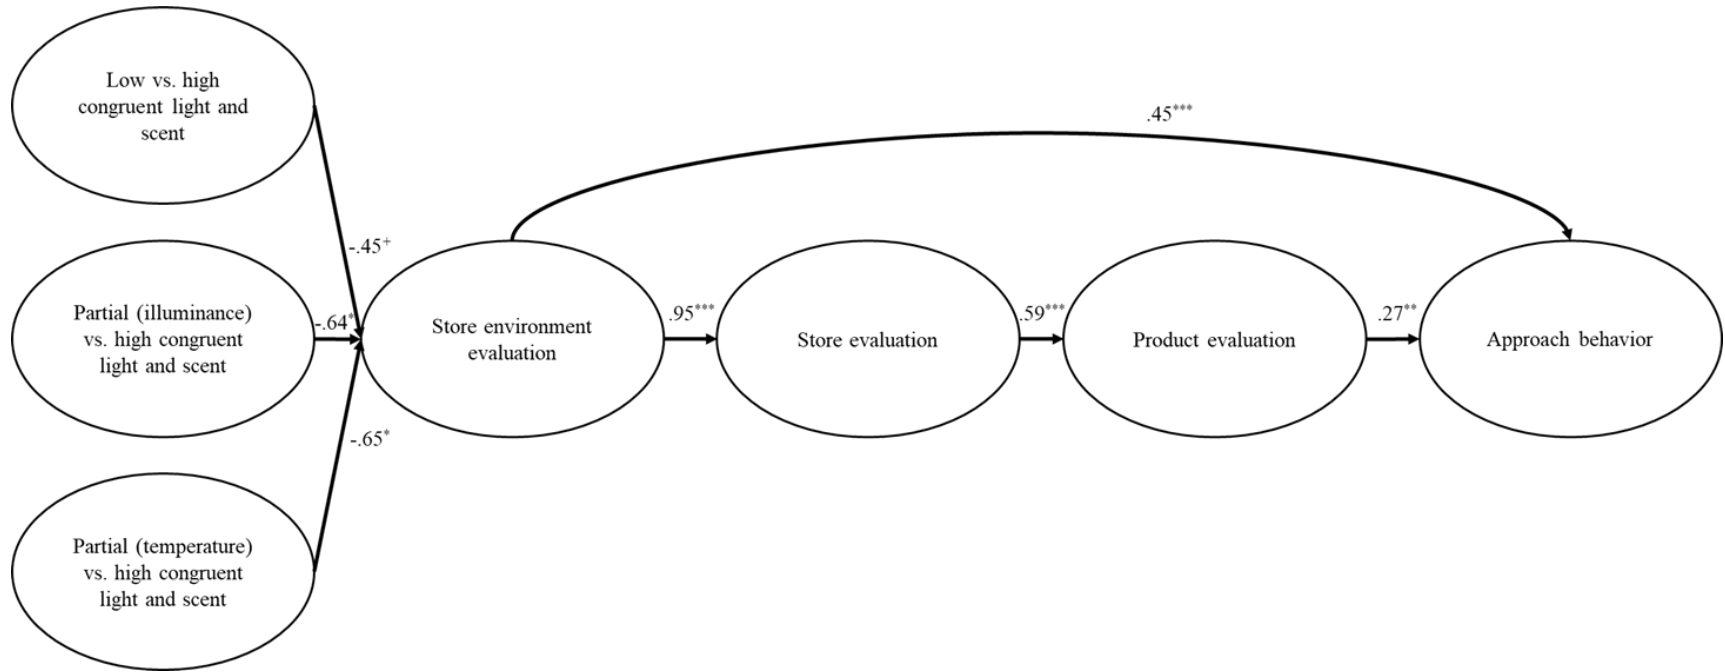 Low vs. high
congruent light and
scent
.45***
-.45+
Partial (illuminance)
vs. high congruent
light and scent
-.64*
Store environment
evaluation
.95***
Store evaluation
.59***
Product evaluation
.27**
Approach behavior
-.65*
Partial (temperature)
vs. high congruent
light and scent